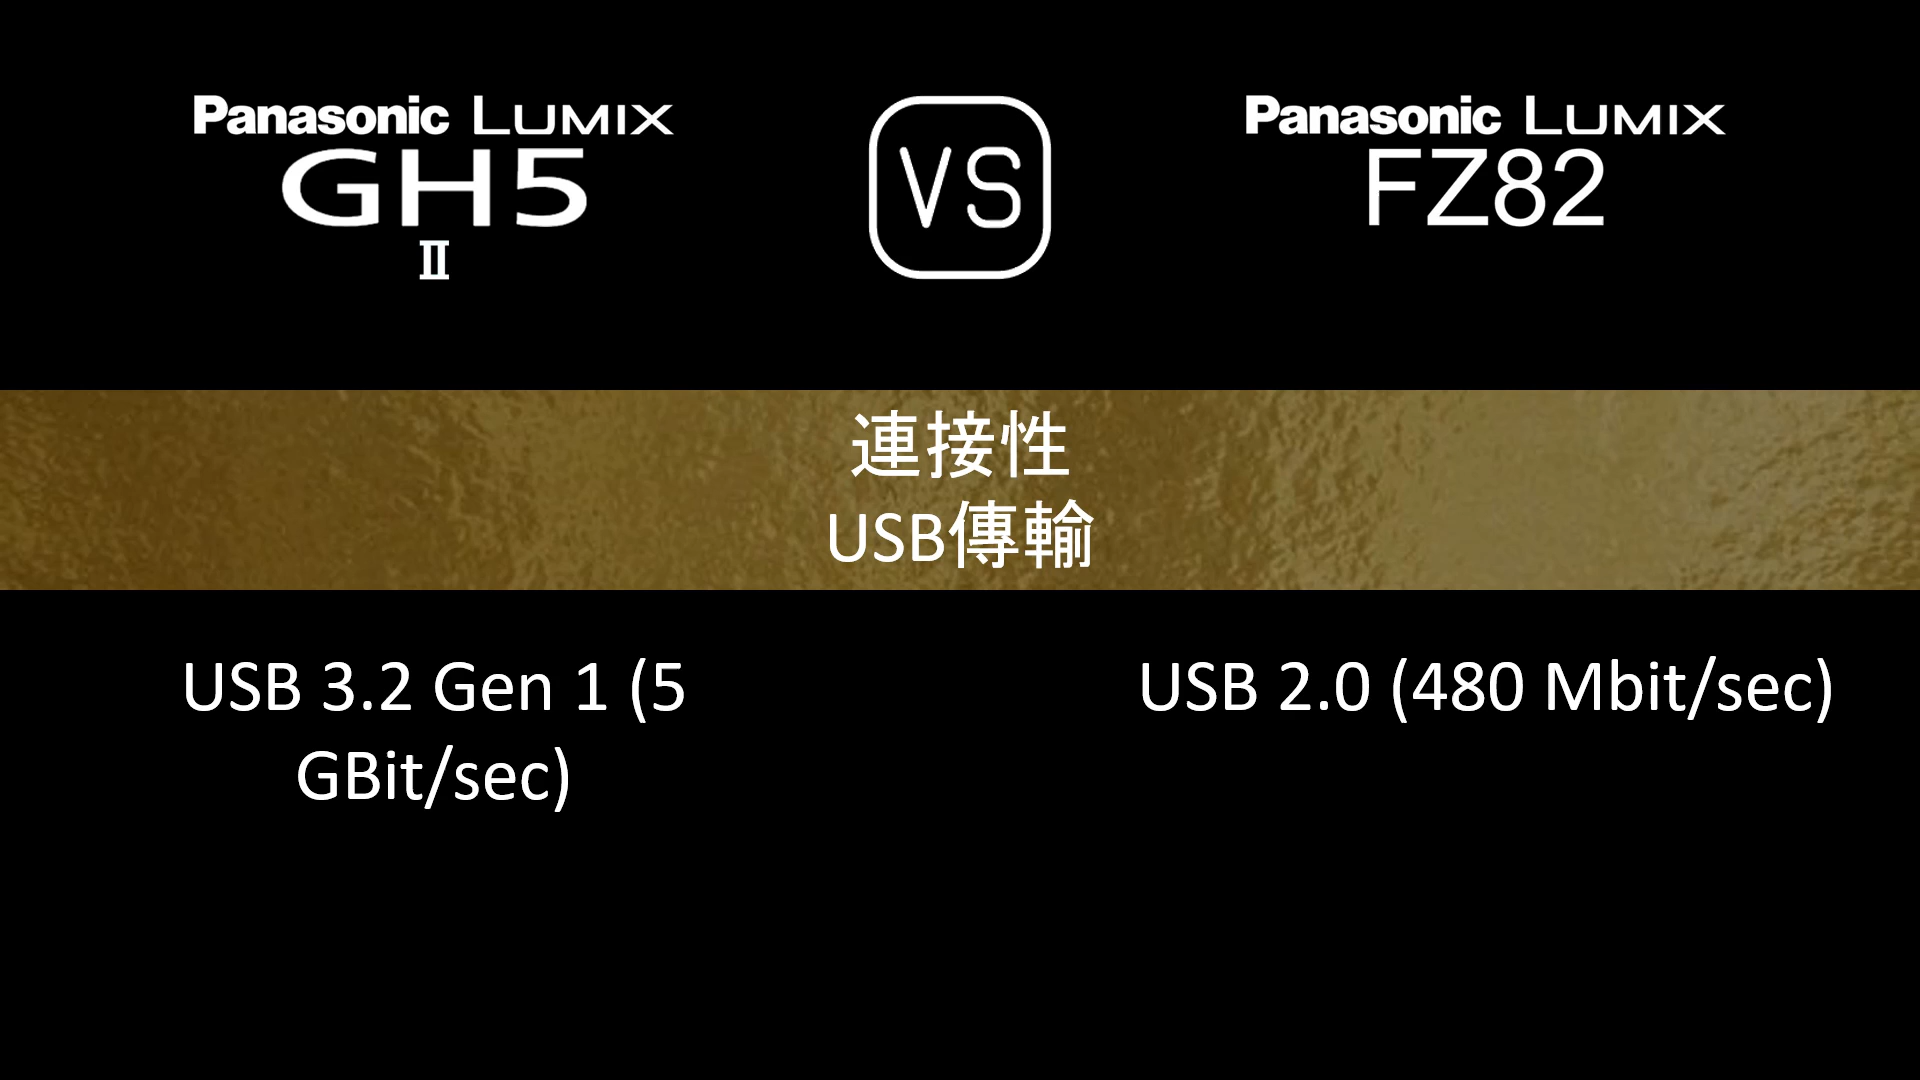 Panasonic LUMIX
GH5
II
VS
Panasonic LUMIX
FZ82
連接性
USB傳輸
USB 3.2 Gen 1 (5
GBit/sec)
USB 2.0 (480 Mbit/sec)